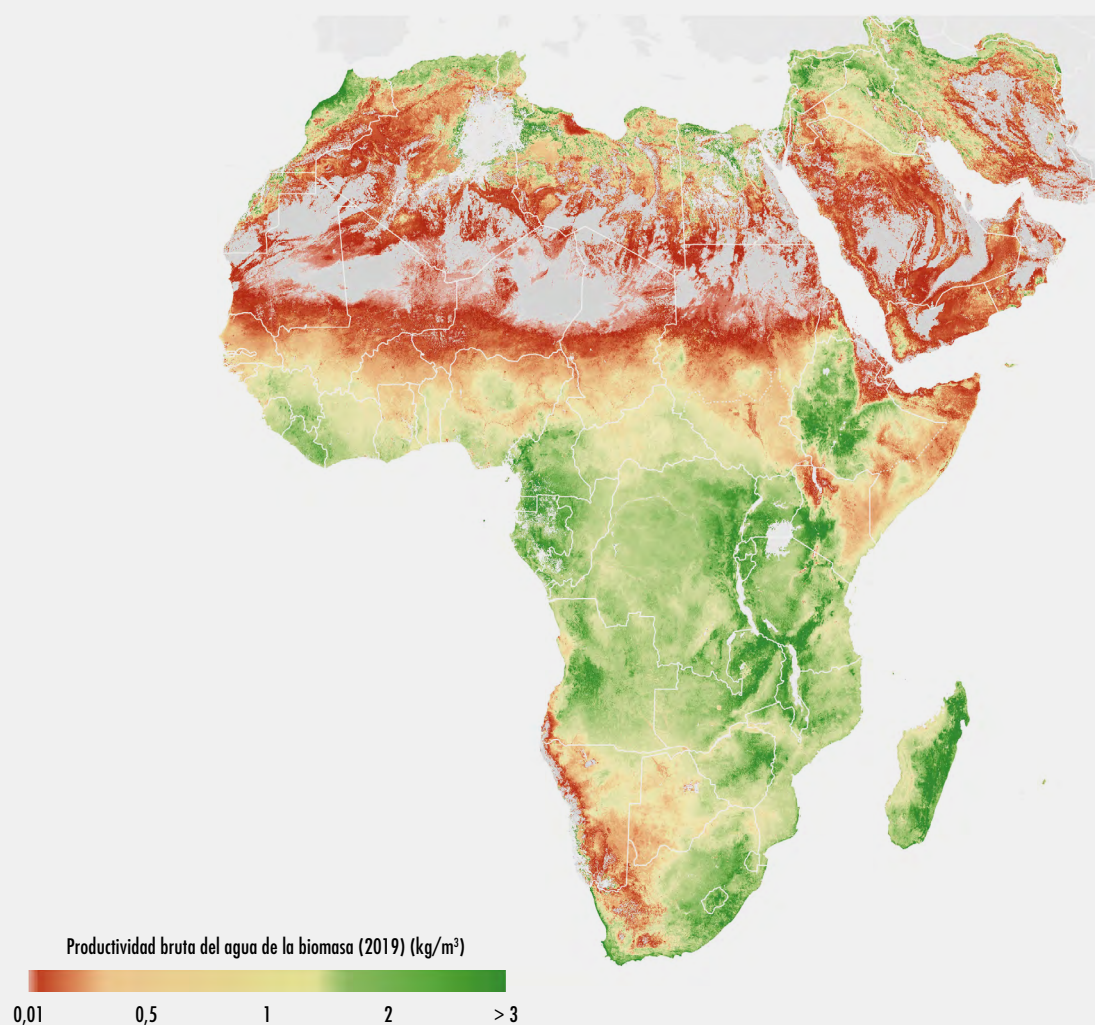 Productividad bruta del agua de la biomasa (2019) (kg/m³)
0,01 0,5 1 2 > 3